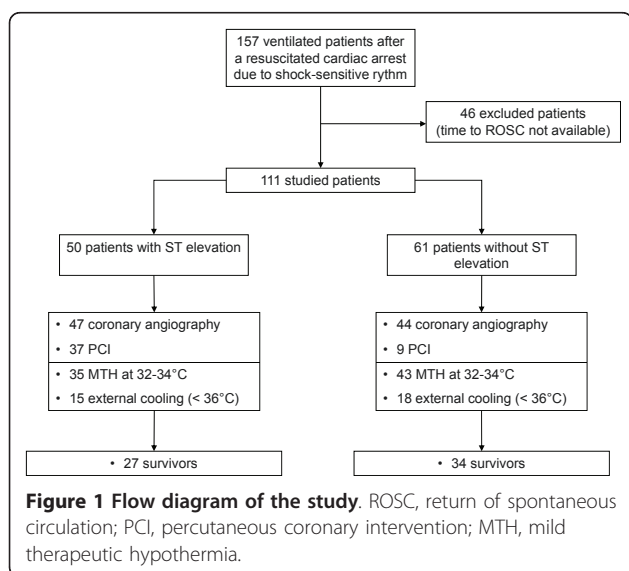 157 ventilated patients after
a resuscitated cardiac arrest
due to shock-sensitive rythm
46 excluded patients
(time to ROSC not available)
111 studied patients
50 patients with ST elevation
61 patients without ST
elevation
• 47 coronary angiography
• 37 PCI
• 35 MTH at 32-34°C
• 15 external cooling (< 36°C)
• 44 coronary angiography
• 9 PCI
• 43 MTH at 32-34°C
• 18 external cooling (< 36°C)
• 27 survivors
• 34 survivors
Figure 1 Flow diagram of the study. ROSC, return of spontaneous
circulation; PCI, percutaneous coronary intervention; MTH, mild
therapeutic hypothermia.